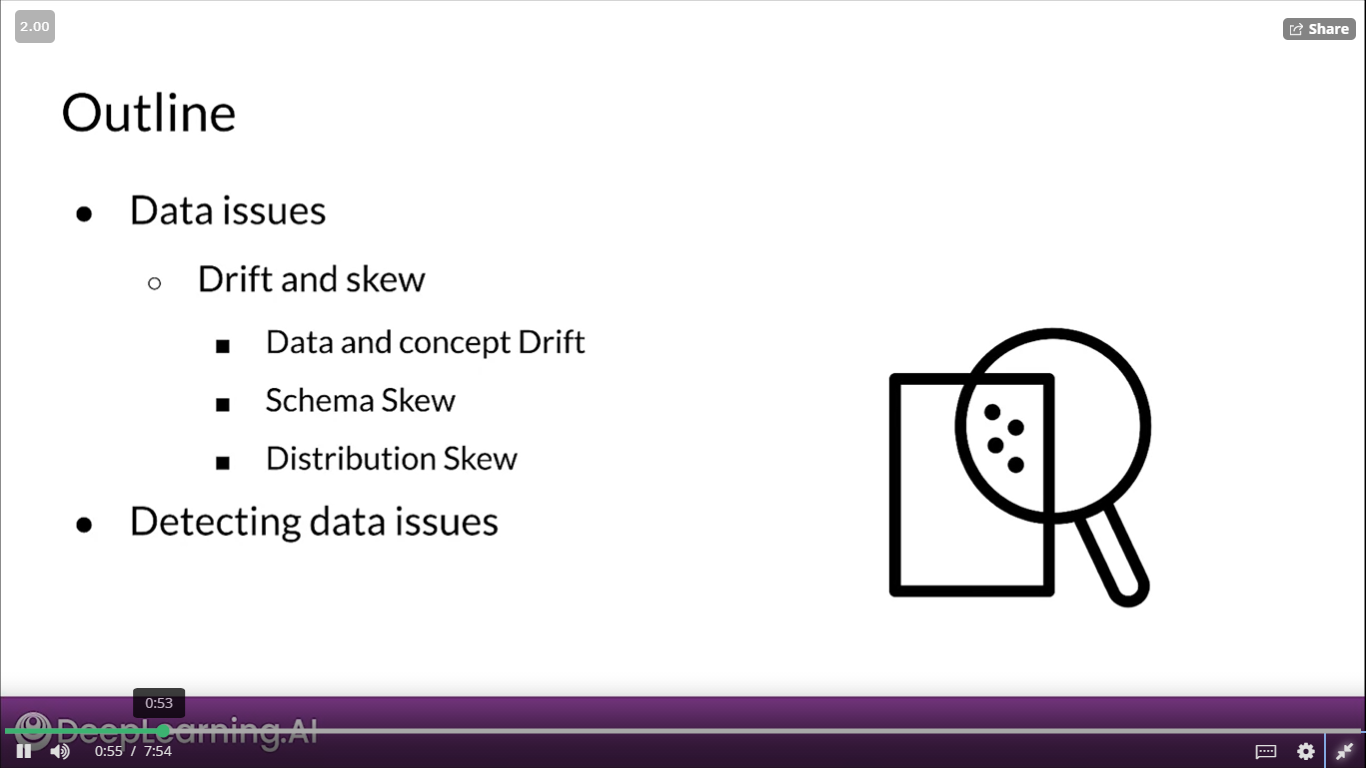 2.00
Share
Outline
Data issues
Drift and skew
Data and concept Drift
Schema Skew
Distribution Skew
Detecting data issues
0:53
DeepLearning.AI
0:55 / 7:54